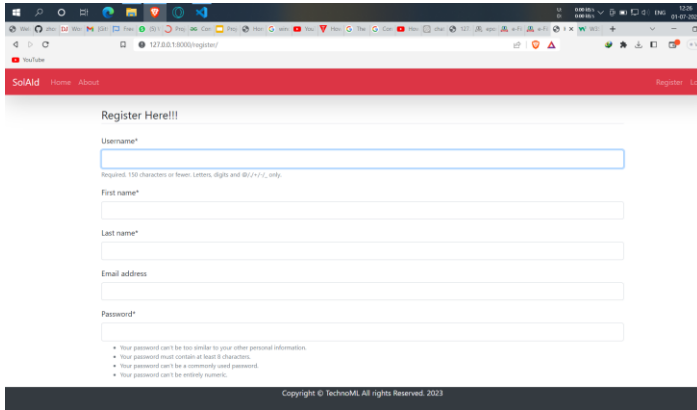 ENG
12:28
127.0.0.1:8000/register/
YouTube
SolAId Home About Register
Register Here!!!
Username*
Required. 150 characters or fewer. Letters, digits and @/./+/-/_ only.
First name*
Last name*
Email address
Password*
Your password can't be too similar to your other personal information.
Your password must contain at least 8 characters.
Your password can't be a commonly used password.
Your password can't be entirely numeric.
Copyright © TechnoML All rights Reserved. 2023